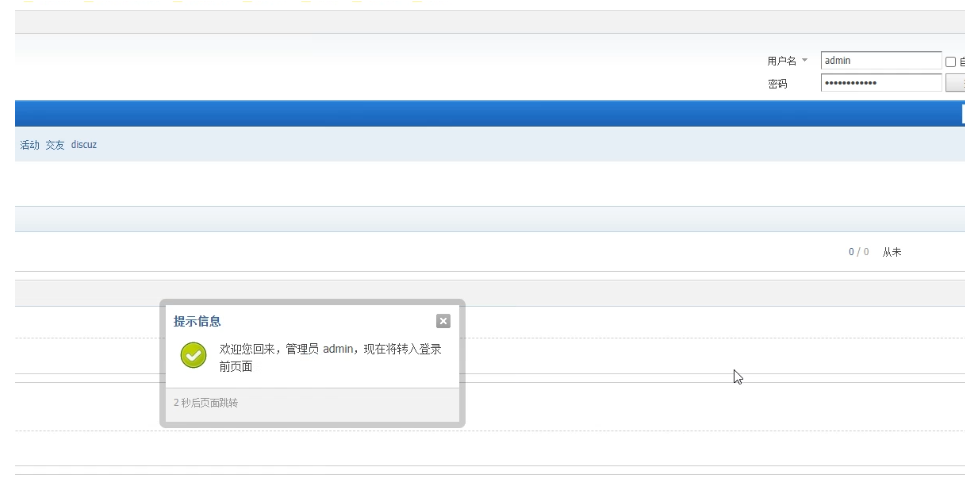 用户名 admin
密码 ••••••••••••
活动 交友 discuz
0 / 0 从未
提示信息
欢迎您回来，管理员 admin，现在将转入登录
前页面
2 秒后页面跳转